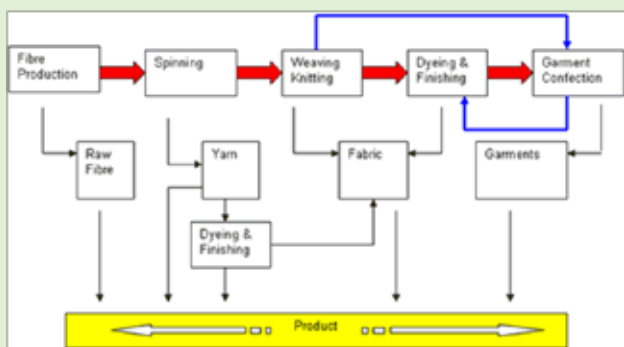 Fibre
Production
Spinning
Weaving
Knitting
Dyeing &
Finishing
Garment
Confection
Raw
Fibre
Yarn
Fabric
Garments
Dyeing &
Finishing
Product